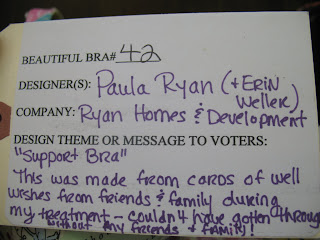 BEAUTIFUL BRA# 42
DESIGNER(S): Paula Ryan (+ Erin
Weller)
COMPANY: Ryan Homes & Development
DESIGN THEME OR MESSAGE TO VOTERS:
"Support Bra"
This was made from cards of well
wishes from friends & family during
my treatment - couldn't have gotten through
without my friends & family!